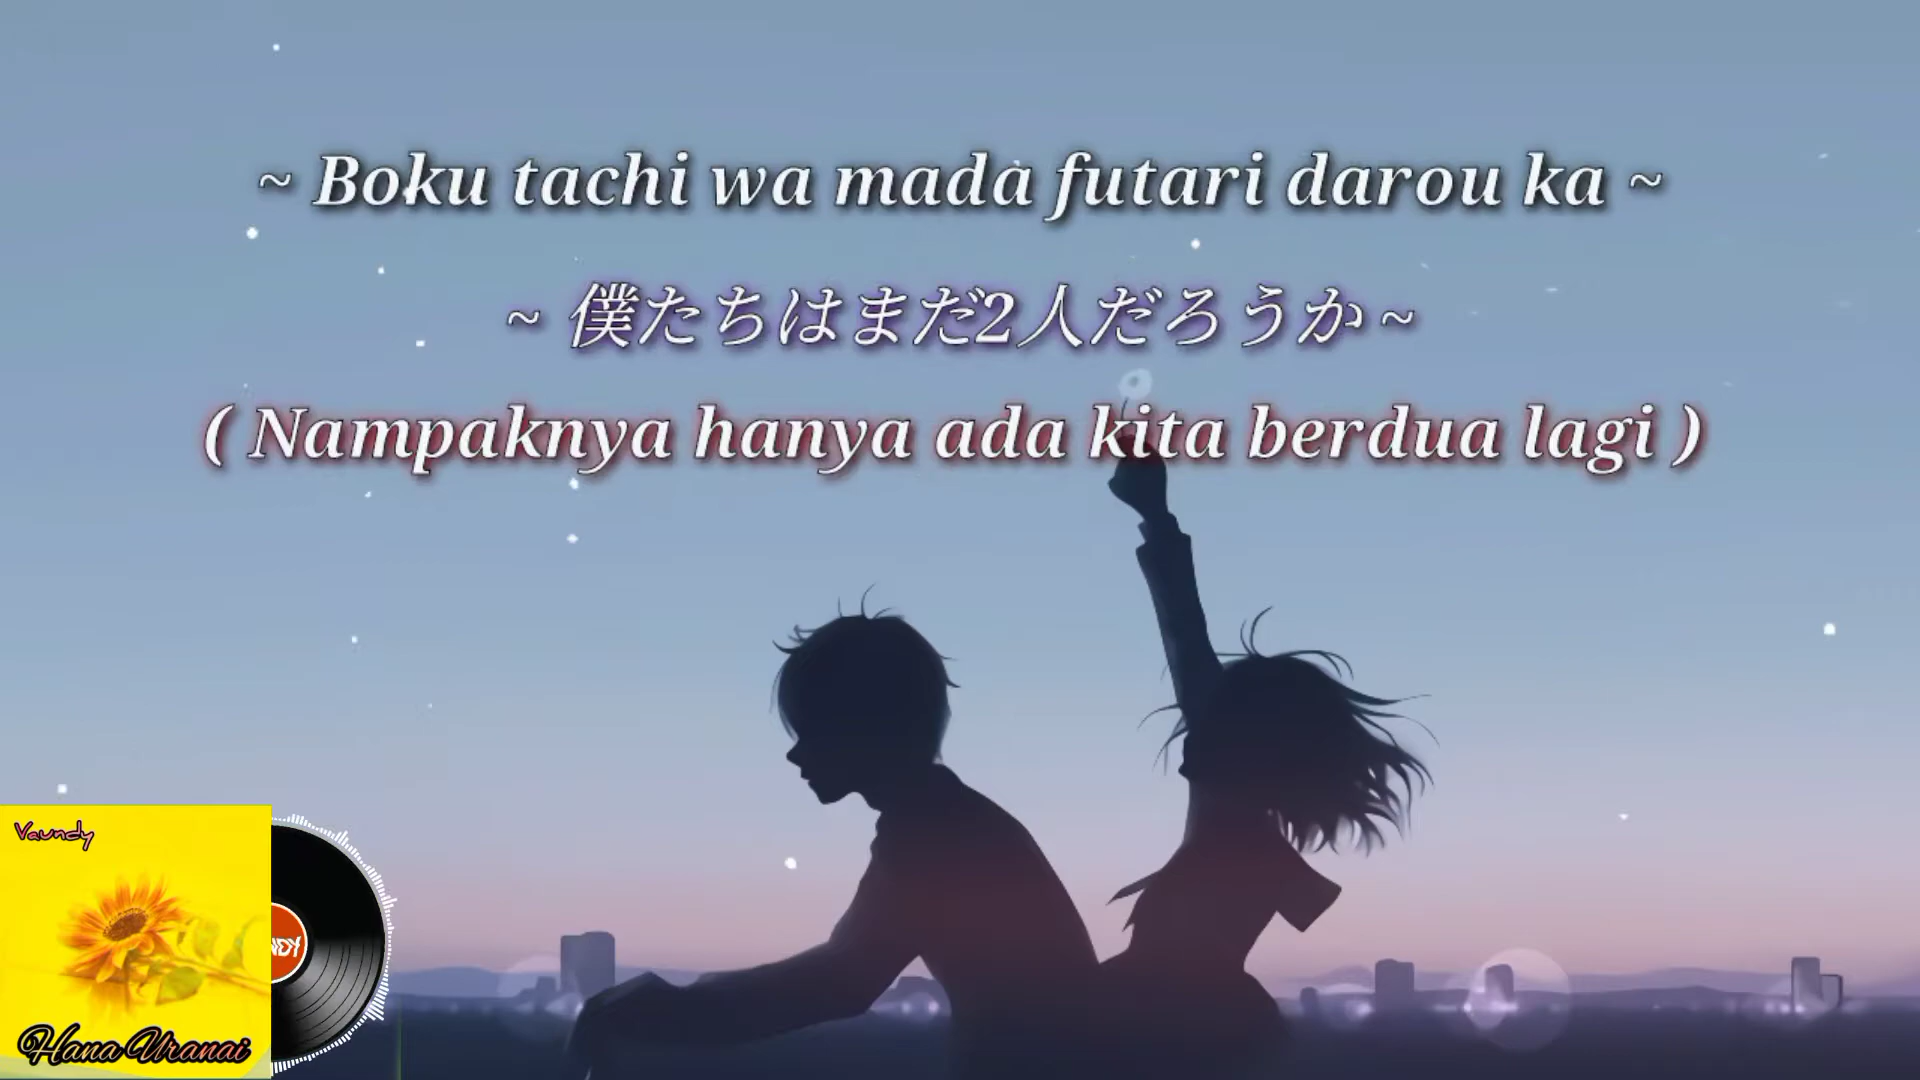 ~ Boku tachi wa mada futari darou ka ~
~ 僕たちはまだ2人だろうか ~
( Nampaknya hanya ada kita berdua lagi )
Vaundy
NDY
Hana Uranai